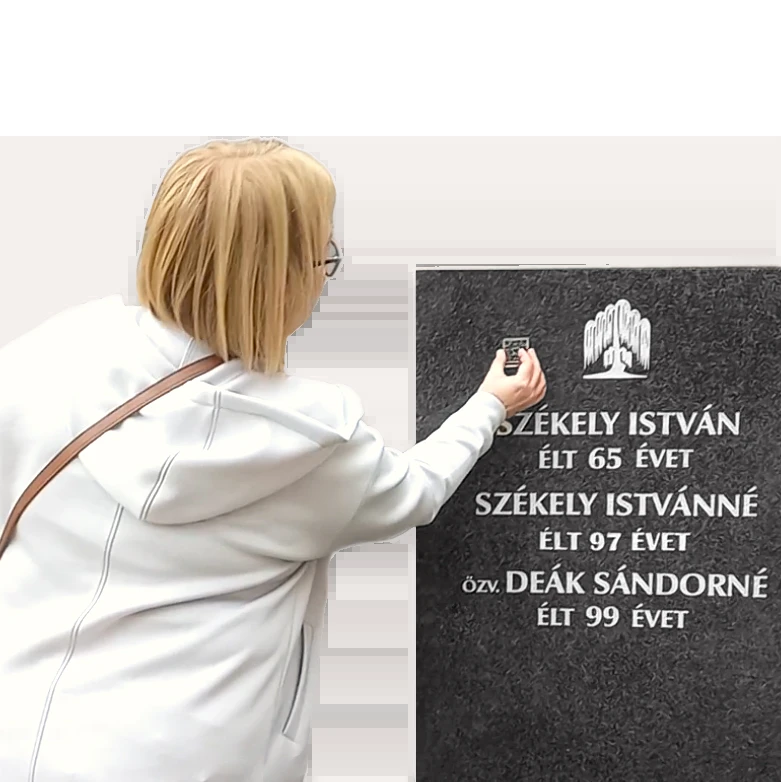 SZÉKELY ISTVÁN
ÉLT 65 ÉVET
SZÉKELY ISTVÁNNÉ
ÉLT 97 ÉVET
ÖZV. DEÁK SÁNDORNÉ
ÉLT 99 ÉVET